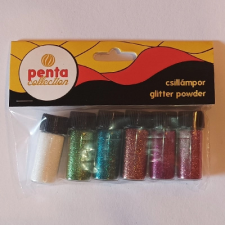 penta
collection
csillámpor
glitter powder